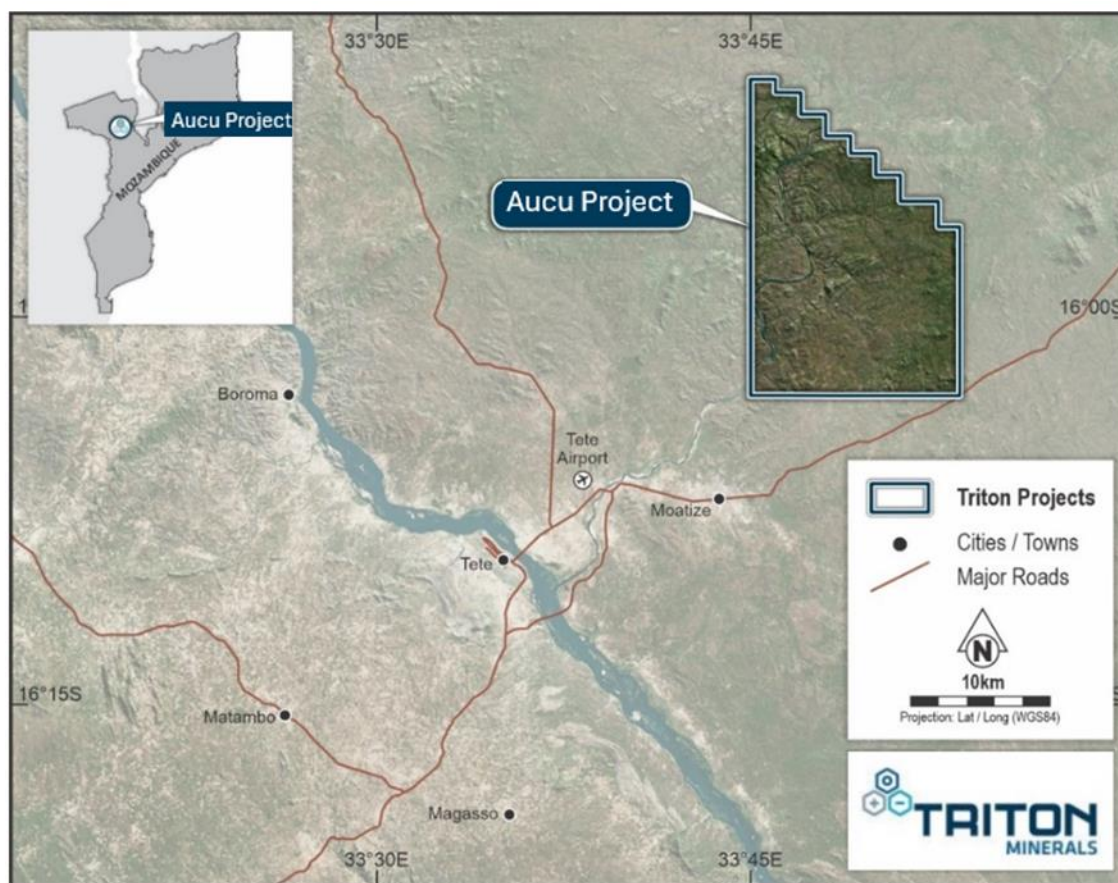 33°30E
33°45E
Aucu Project
MOZAMBIQUE
Aucu Project
16°00S
Boroma
Tete
Airport
Moatize
Tete
16°15S
Matambo
Magasso
33°30E
33°45E
Triton Projects
Cities / Towns
Major Roads
N
10km
Projection: Lat / Long (WGS84)
TRITON
MINERALS